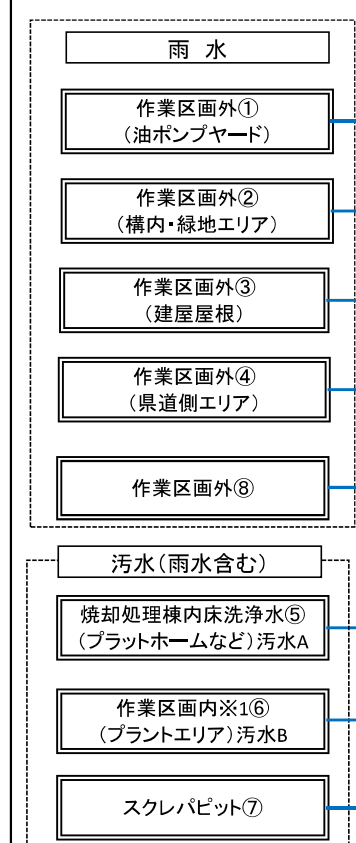 雨 水
作業区画外①
(油ポンプヤード)
作業区画外②
(構内・緑地エリア)
作業区画外③
(建屋屋根)
作業区画外④
(県道側エリア)
作業区画外⑧
汚水(雨水含む)
焼却処理棟内床洗浄水⑤
(プラットホームなど)汚水A
作業区画内※1⑥
(プラントエリア)汚水B
スクレパピット⑦